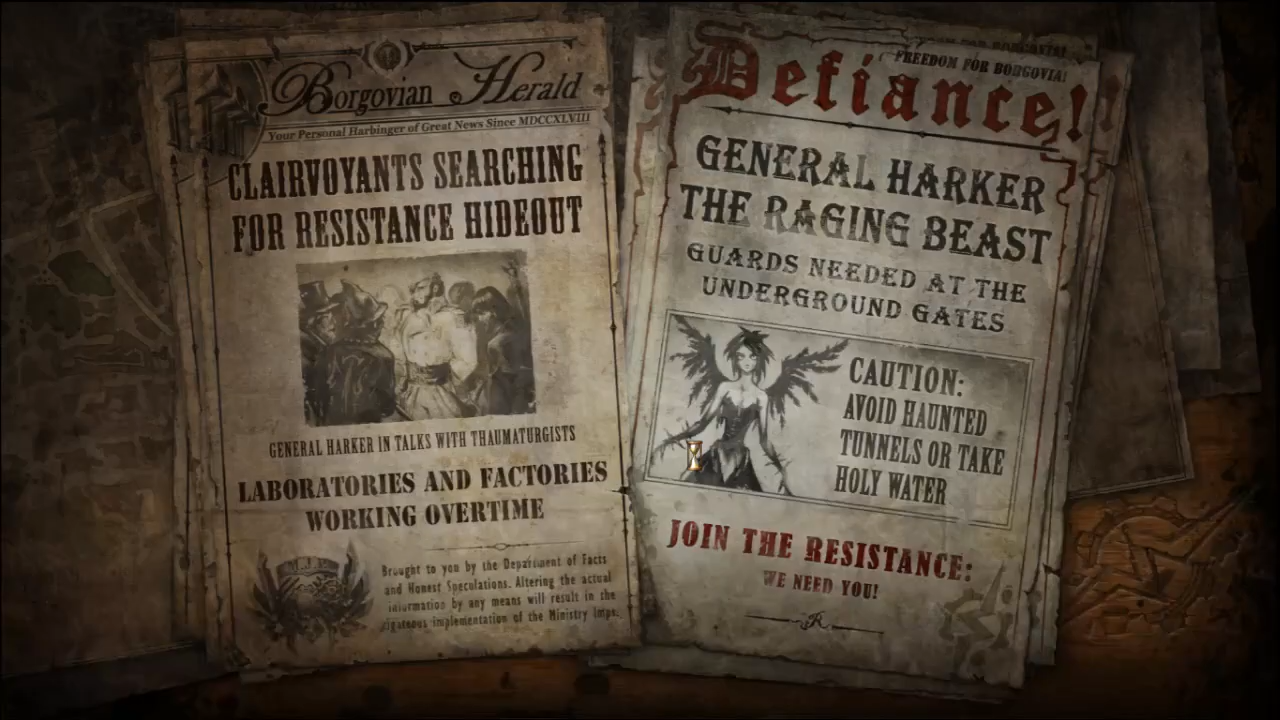 Borgovian Herald
Your Personal Harbinger of Great News Since MDCCXLVIII
CLAIRVOYANTS SEARCHING
FOR RESISTANCE HIDEOUT
GENERAL HARKER IN TALKS WITH THAUMATURGISTS
LABORATORIES AND FACTORIES
WORKING OVERTIME
Brought to you by the Department of Facts
and Honest Speculations. Altering the actual
information by any means will result in the
rigateous implementation of the Ministry Imps.
FREEDOM FOR BORGOVIA!
Defiance!
GENERAL HARKER
THE RAGING BEAST
GUARDS NEEDED AT THE
UNDERGROUND GATES
CAUTION:
AVOID HAUNTED
TUNNELS OR TAKE
HOLY WATER
JOIN THE RESISTANCE:
WE NEED YOU!
R